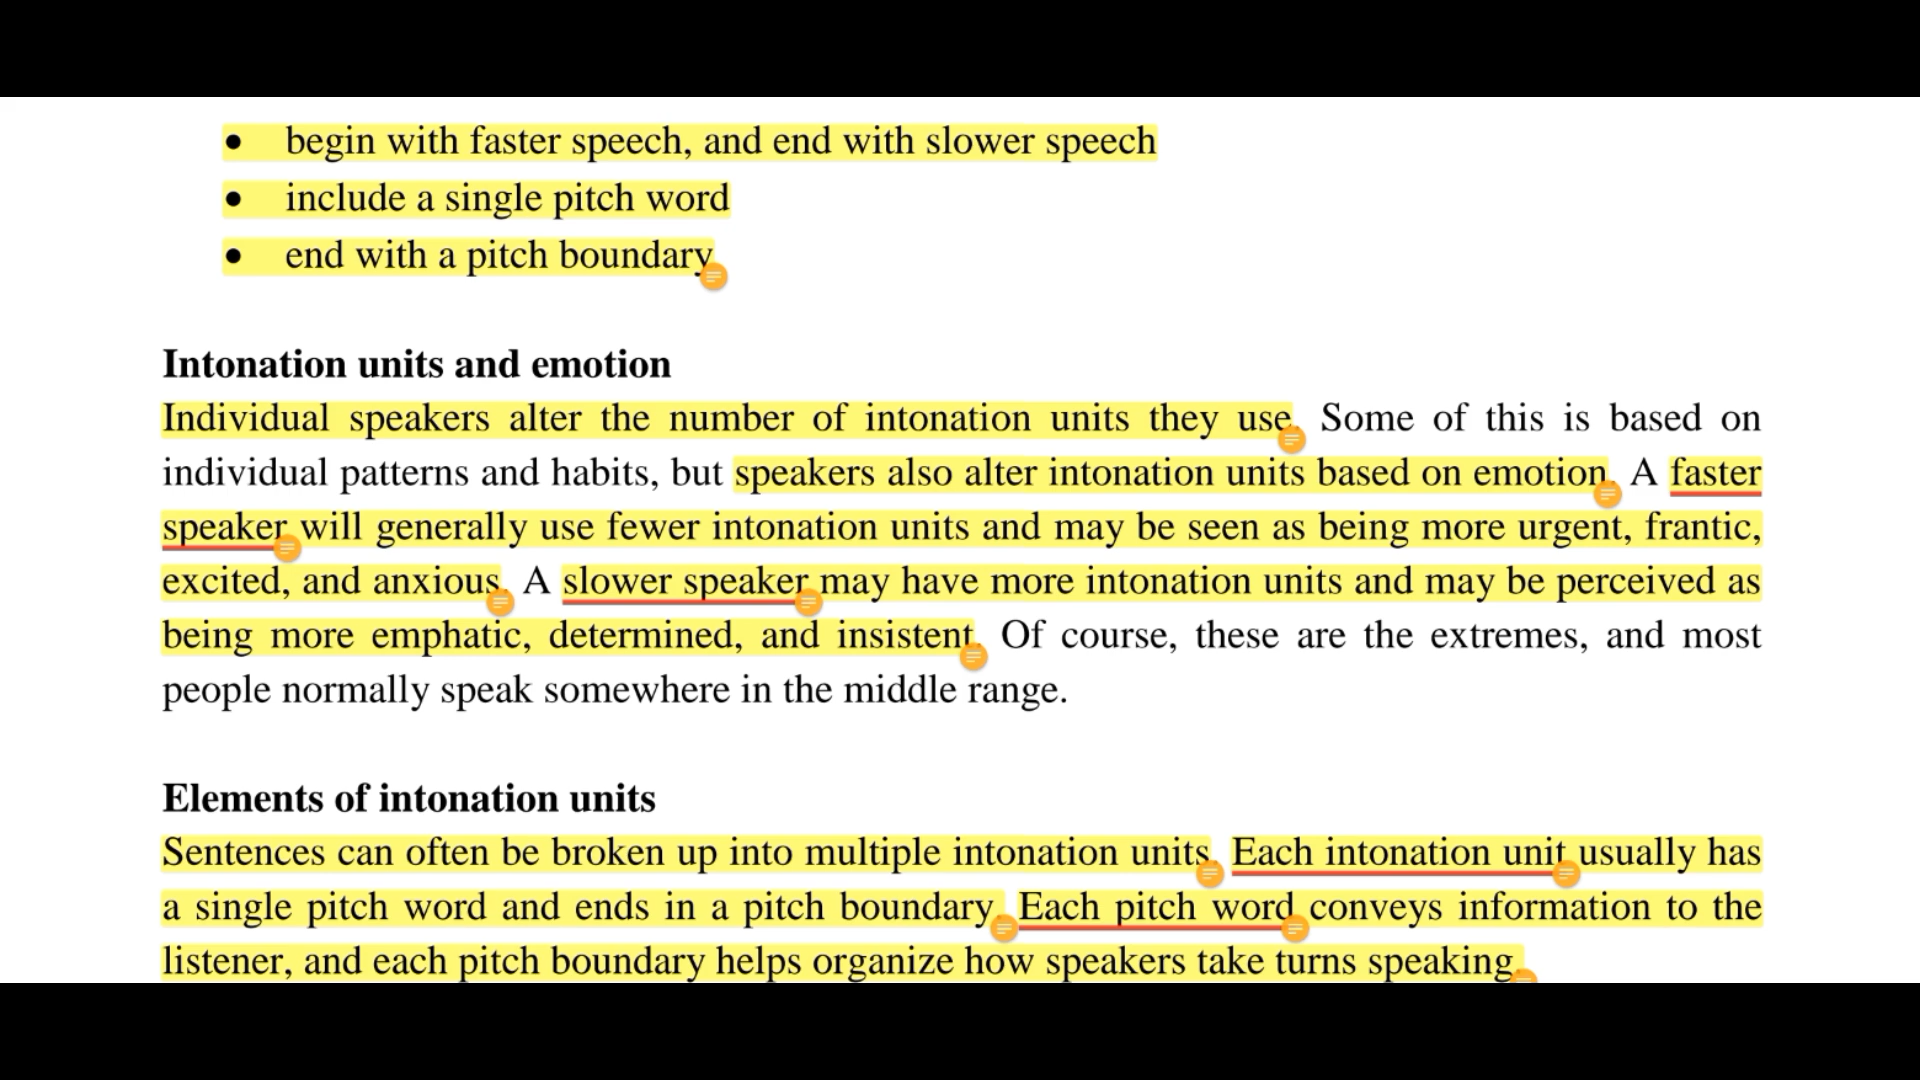 • begin with faster speech, and end with slower speech
• include a single pitch word
• end with a pitch boundary
Intonation units and emotion
Individual speakers alter the number of intonation units they use. Some of this is based on
individual patterns and habits, but speakers also alter intonation units based on emotion. A faster
speaker will generally use fewer intonation units and may be seen as being more urgent, frantic,
excited, and anxious. A slower speaker may have more intonation units and may be perceived as
being more emphatic, determined, and insistent. Of course, these are the extremes, and most
people normally speak somewhere in the middle range.
Elements of intonation units
Sentences can often be broken up into multiple intonation units. Each intonation unit usually has
a single pitch word and ends in a pitch boundary. Each pitch word conveys information to the
listener, and each pitch boundary helps organize how speakers take turns speaking.